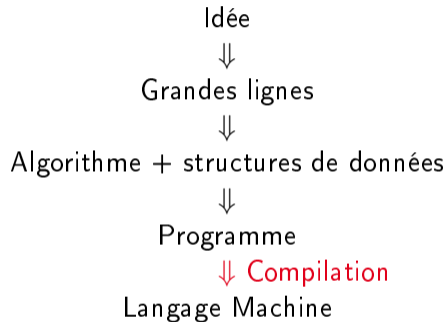 Idée
⇓
Grandes lignes
⇓
Algorithme + structures de données
⇓
Programme
⇓ Compilation
Langage Machine